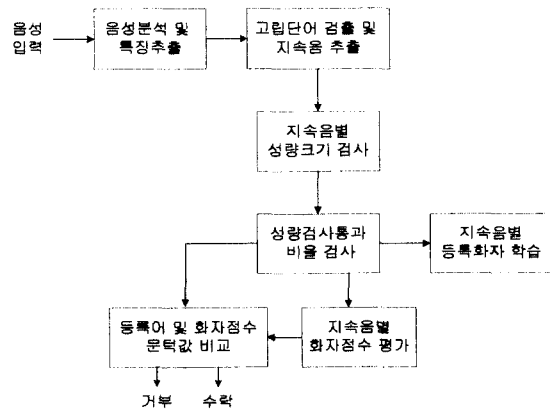 음성
입력
음성분석 및
특징추출
고립단어 검출 및
지속음 추출
지속음별
성량크기 검사
성량검사통과
비율 검사
지속음별
등록화자 학습
등록어 및 화자점수
문턱값 비교
지속음별
화자점수 평가
거부
수락